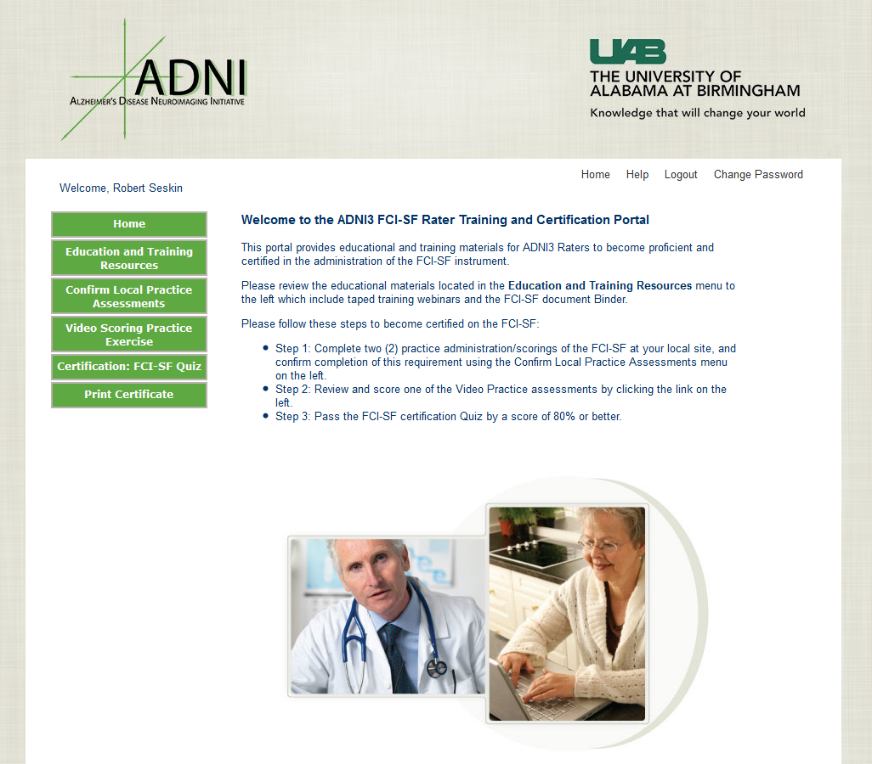 ADNI
Alzheimer's Disease Neuroimaging Initiative
UAB
THE UNIVERSITY OF
ALABAMA AT BIRMINGHAM
Knowledge that will change your world
Home Help Logout Change Password
Welcome, Robert Seskin
Home
Education and Training
Resources
Confirm Local Practice
Assessments
Video Scoring Practice
Exercise
Certification: FCI-SF Quiz
Print Certificate
Welcome to the ADNI3 FCI-SF Rater Training and Certification Portal
This portal provides educational and training materials for ADNI3 Raters to become proficient and
certified in the administration of the FCI-SF instrument.
Please review the educational materials located in the Education and Training Resources menu to
the left which include taped training webinars and the FCI-SF document Binder.
Please follow these steps to become certified on the FCI-SF:
• Step 1: Complete two (2) practice administration/scorings of the FCI-SF at your local site, and
confirm completion of this requirement using the Confirm Local Practice Assessments menu
on the left.
• Step 2: Review and score one of the Video Practice assessments by clicking the link on the
left.
• Step 3: Pass the FCI-SF certification Quiz by a score of 80% or better.